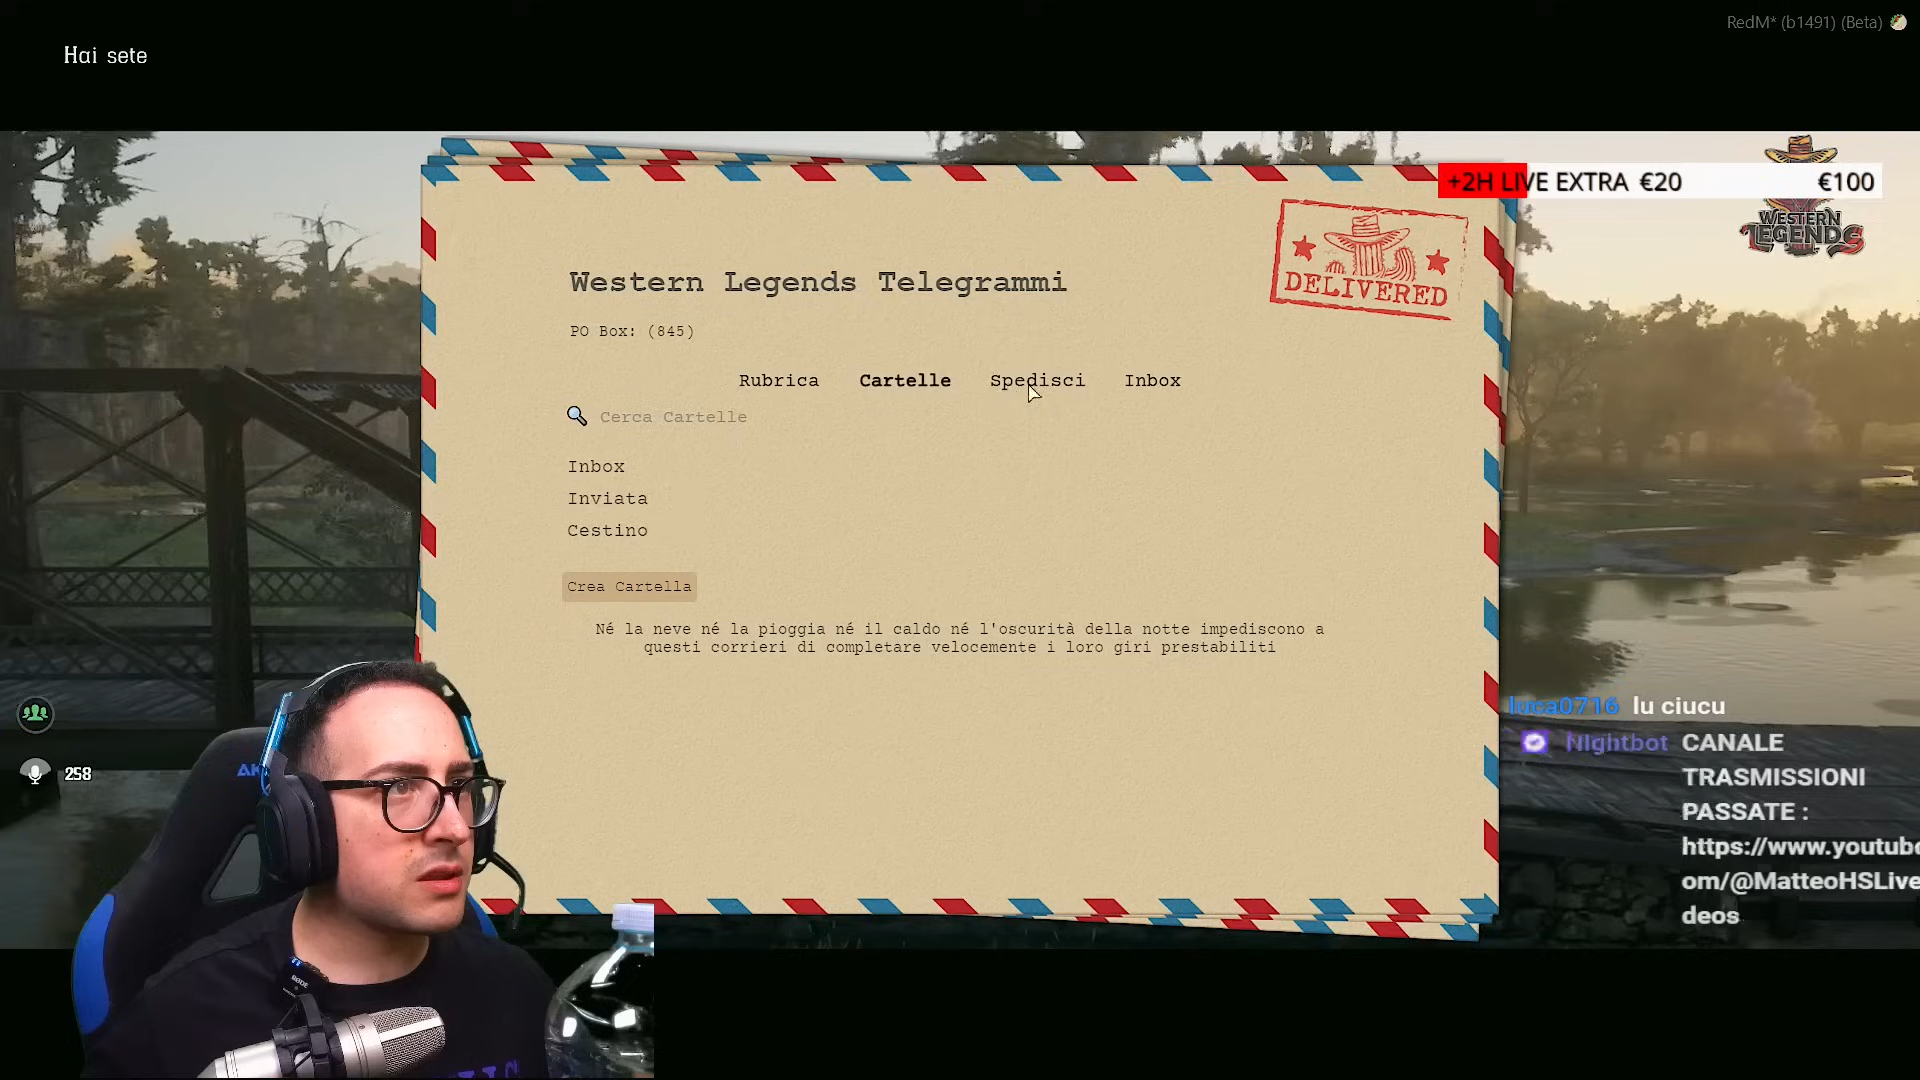 RedM* (b1491) (Beta)
Hai sete
+2H LIVE EXTRA €20 €100
WESTERN
LEGENDS
DELIVERED
Western Legends Telegrammi
PO Box: (845)
Rubrica Cartelle Spedisci Inbox
Cerca Cartelle
Inbox
Inviata
Cestino
Crea Cartella
Né la neve né la pioggia né il caldo né l'oscurità della notte impediscono a
questi corrieri di completare velocemente i loro giri prestabiliti
luca0716 lu ciucu
Nightbot CANALE
TRASMISSIONI
PASSATE :
https://www.youtube
om/@MatteoHSLive
deos
258
AK
RØDE